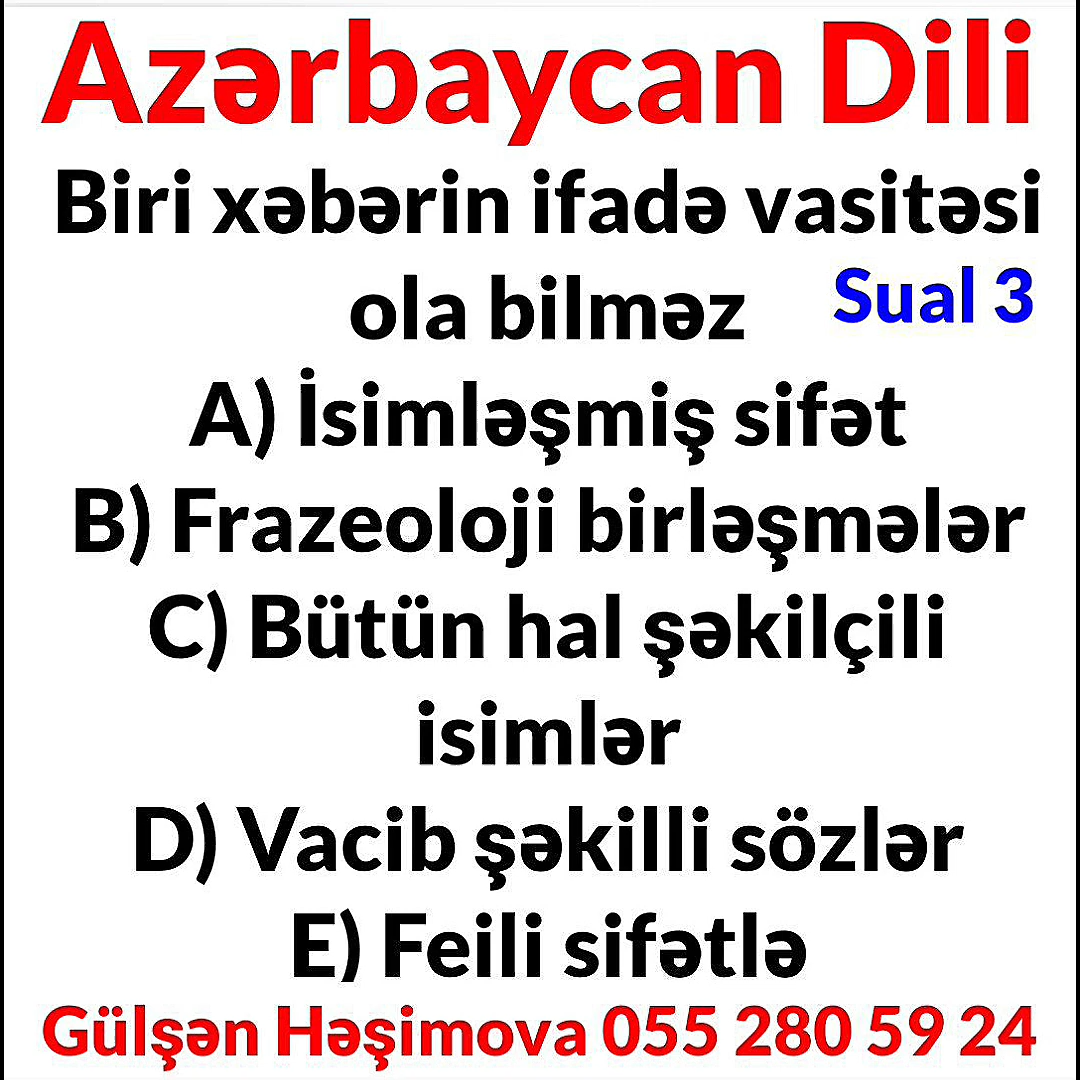 Azərbaycan Dili
Biri xəbərin ifadə vasitəsi
ola bilməz
Sual 3
A) İsimləşmiş sifət
B) Frazeoloji birləşmələr
C) Bütün hal şəkilçili
isimlər
D) Vacib şəkilli sözlər
E) Feili sifətlə
Gülşən Həşimova 055 280 59 24